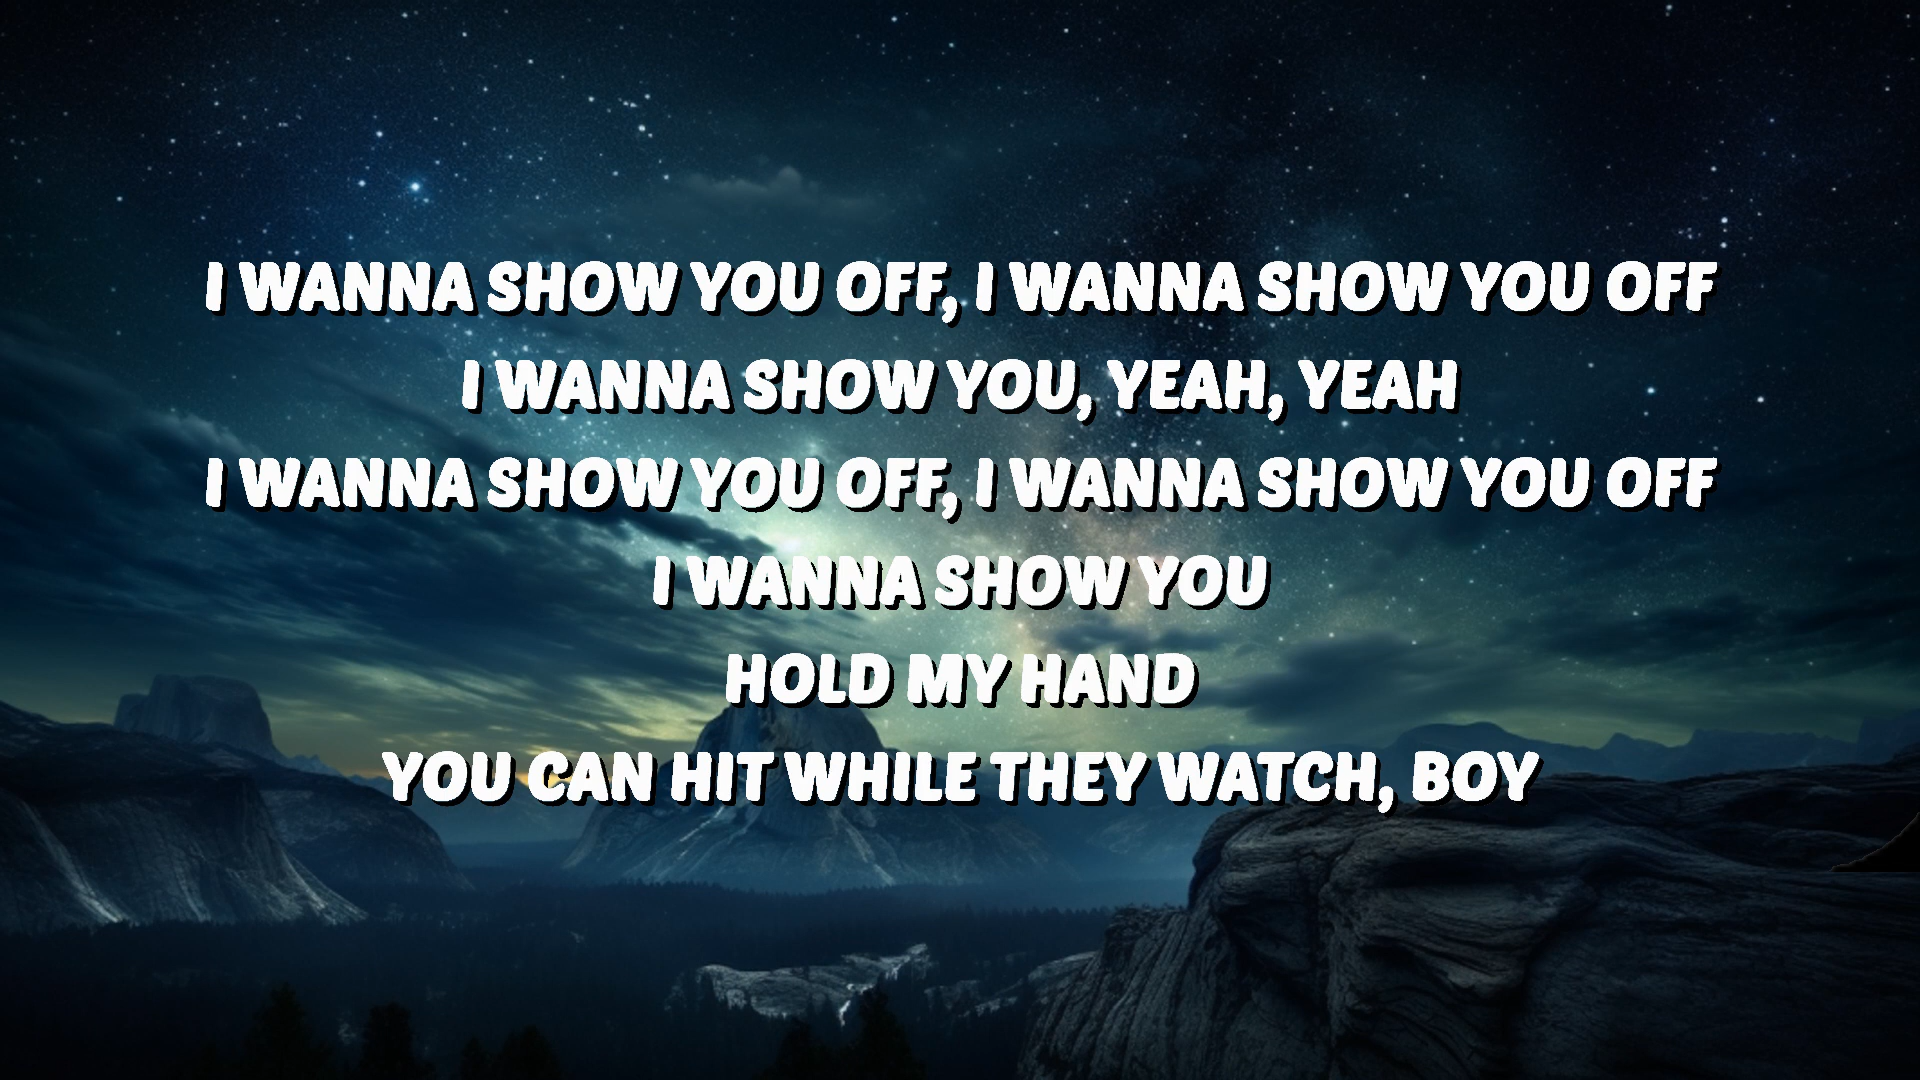 I WANNA SHOW YOU OFF, I WANNA SHOW YOU OFF
I WANNA SHOW YOU, YEAH, YEAH
I WANNA SHOW YOU OFF, I WANNA SHOW YOU OFF
I WANNA SHOW YOU
HOLD MY HAND
YOU CAN HIT WHILE THEY WATCH, BOY